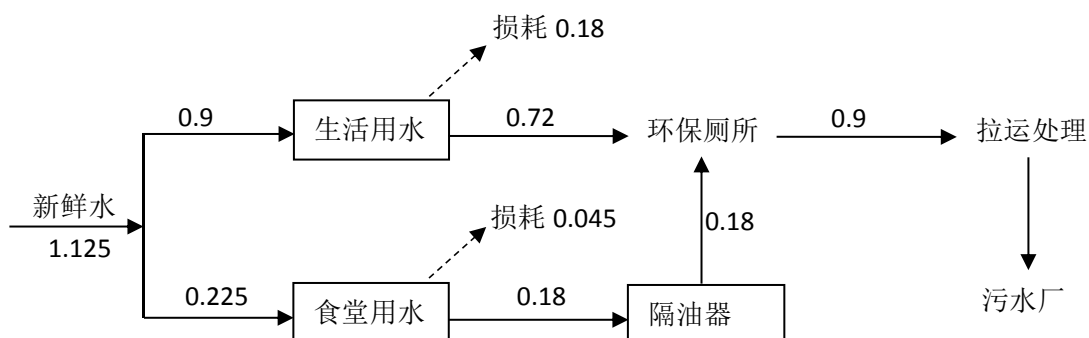 损耗 0.18
0.9
生活用水
0.72
环保厕所
0.9
拉运处理
新鲜水
1.125
损耗 0.045
0.18
0.225
食堂用水
0.18
隔油器
污水厂